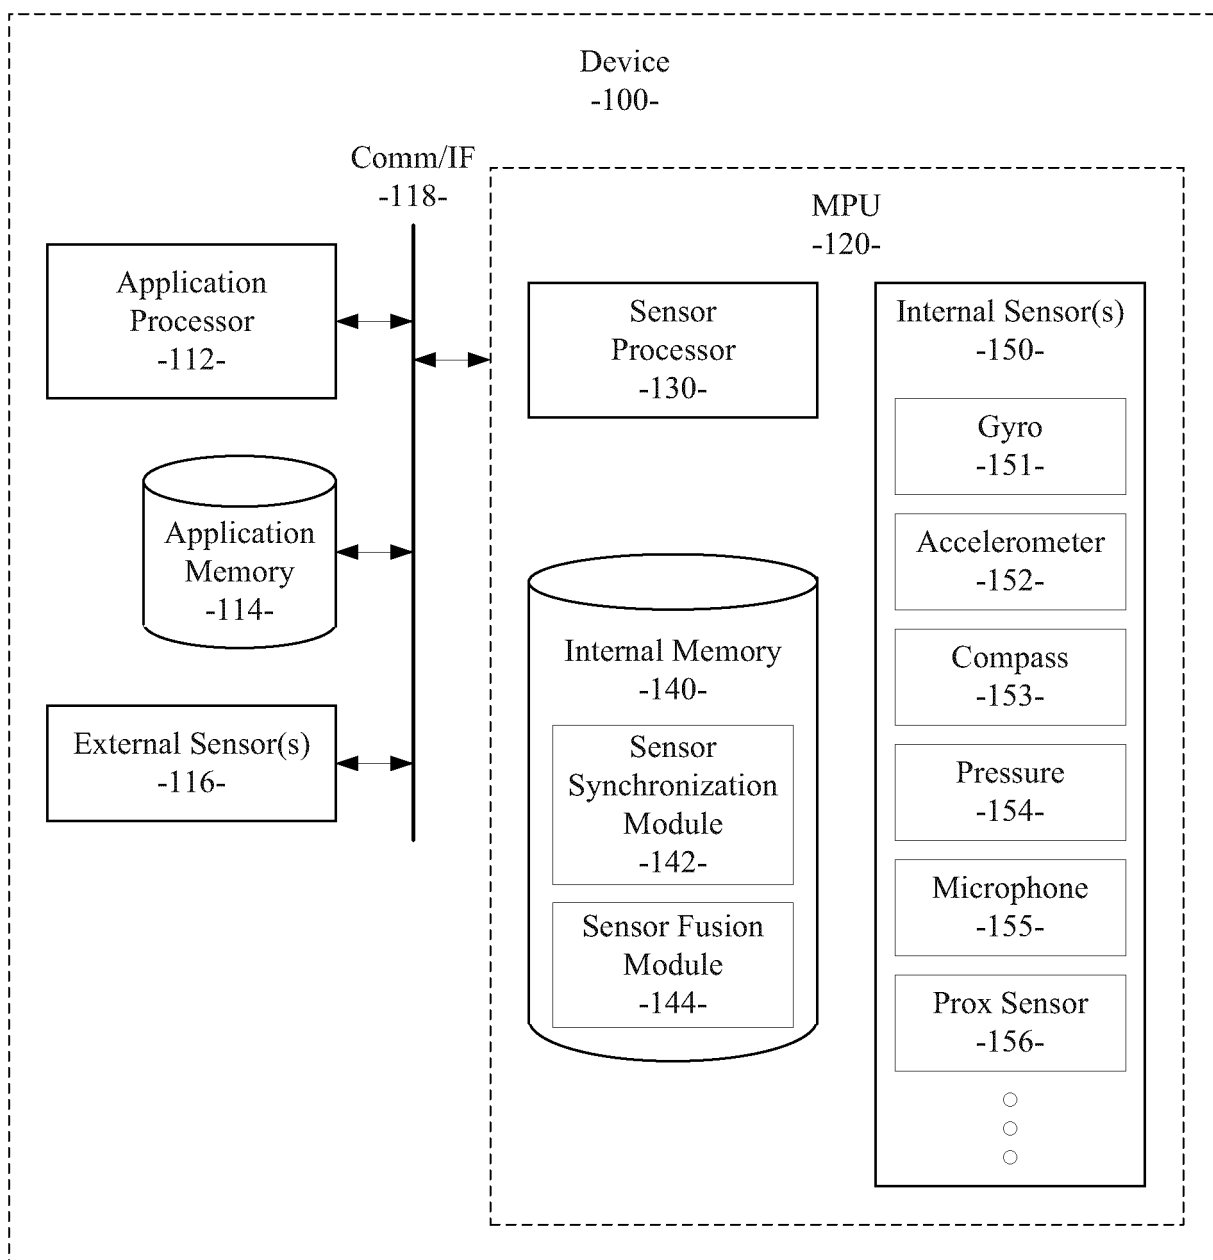 Device
-100-
Comm/IF
-118-
MPU
-120-
Application
Processor
-112-
Sensor
Processor
-130-
Internal Sensor(s)
-150-
Gyro
-151-
Application
Memory
-114-
Accelerometer
-152-
Internal Memory
-140-
Compass
-153-
External Sensor(s)
-116-
Sensor
Synchronization
Module
-142-
Pressure
-154-
Sensor Fusion
Module
-144-
Microphone
-155-
Prox Sensor
-156-